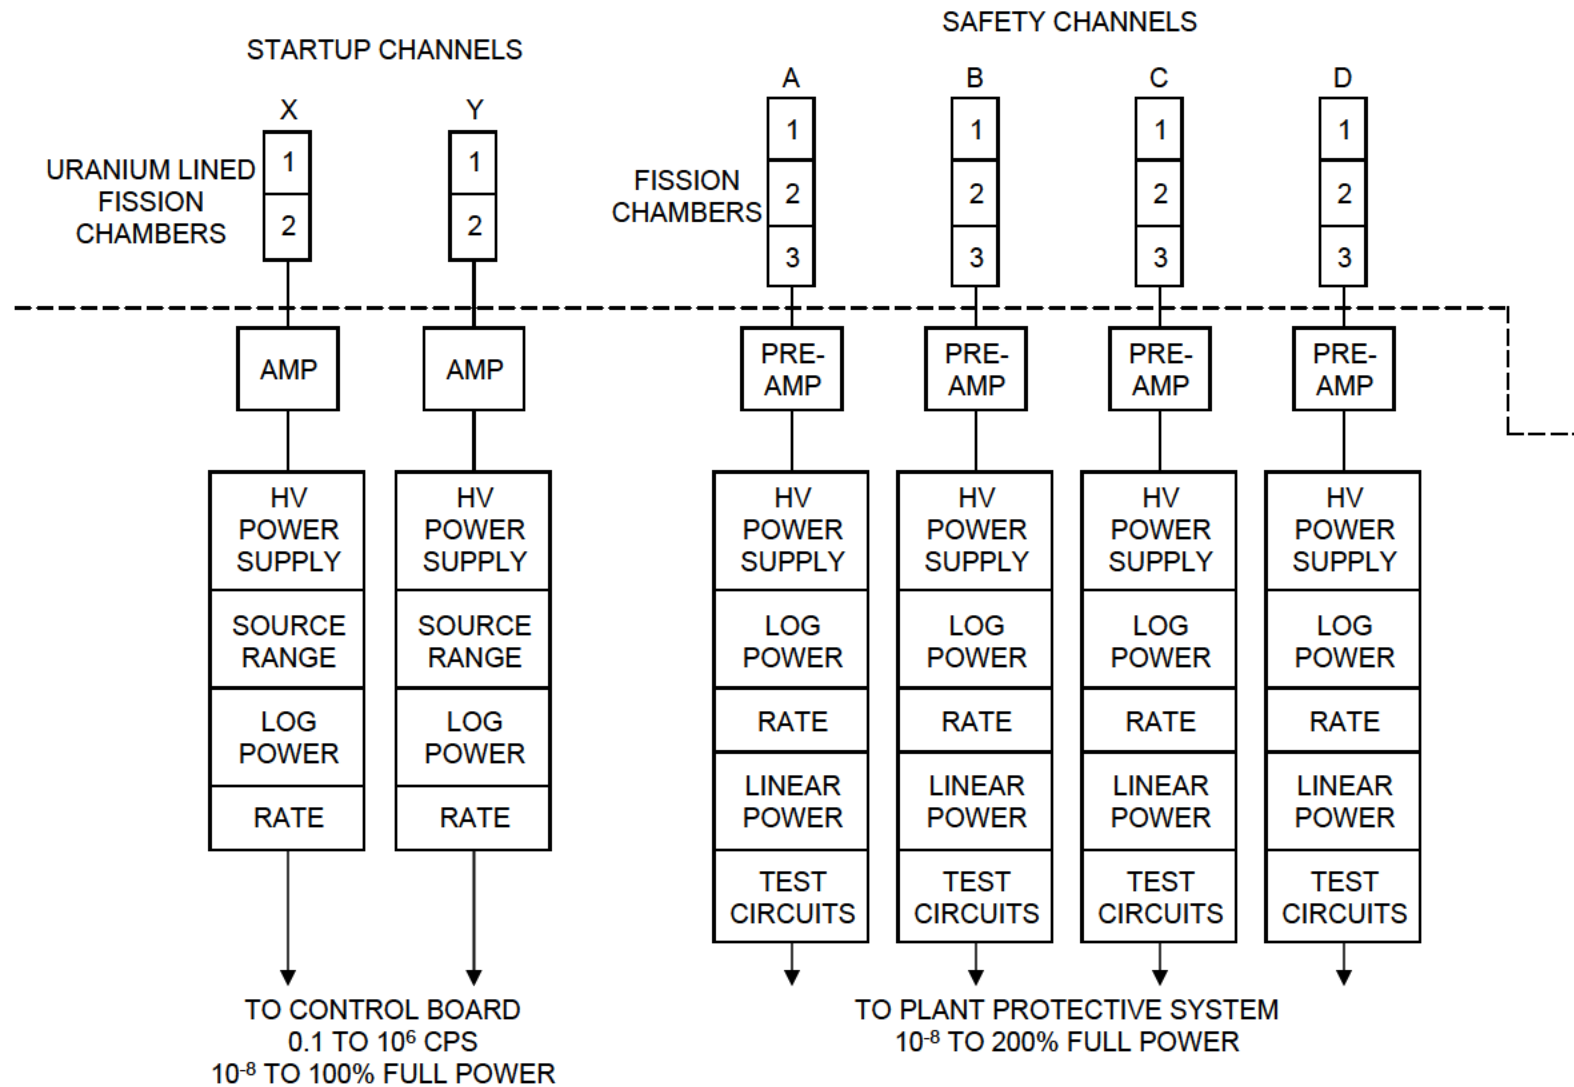 STARTUP CHANNELS
X
Y
URANIUM LINED
FISSION
CHAMBERS
1
2
1
2
SAFETY CHANNELS
A
B
C
D
FISSION
CHAMBERS
1
2
3
1
2
3
1
2
3
1
2
3
AMP
AMP
PRE-
AMP
PRE-
AMP
PRE-
AMP
PRE-
AMP
HV
POWER
SUPPLY
SOURCE
RANGE
LOG
POWER
RATE
HV
POWER
SUPPLY
SOURCE
RANGE
LOG
POWER
RATE
HV
POWER
SUPPLY
LOG
POWER
RATE
LINEAR
POWER
TEST
CIRCUITS
HV
POWER
SUPPLY
LOG
POWER
RATE
LINEAR
POWER
TEST
CIRCUITS
HV
POWER
SUPPLY
LOG
POWER
RATE
LINEAR
POWER
TEST
CIRCUITS
HV
POWER
SUPPLY
LOG
POWER
RATE
LINEAR
POWER
TEST
CIRCUITS
TO CONTROL BOARD
0.1 TO 10⁶ CPS
10⁻⁸ TO 100% FULL POWER
TO PLANT PROTECTIVE SYSTEM
10⁻⁸ TO 200% FULL POWER